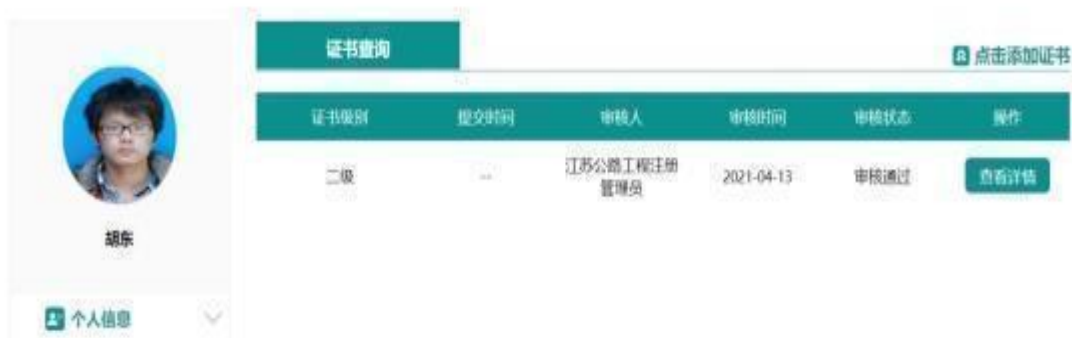 证书查询
点击添加证书
证书级别 提交时间 审核人 审核时间 审核状态 操作
二级 -- 江苏公路工程注册 2021-04-13 审核通过 查看详情
管理员
胡东
个人信息